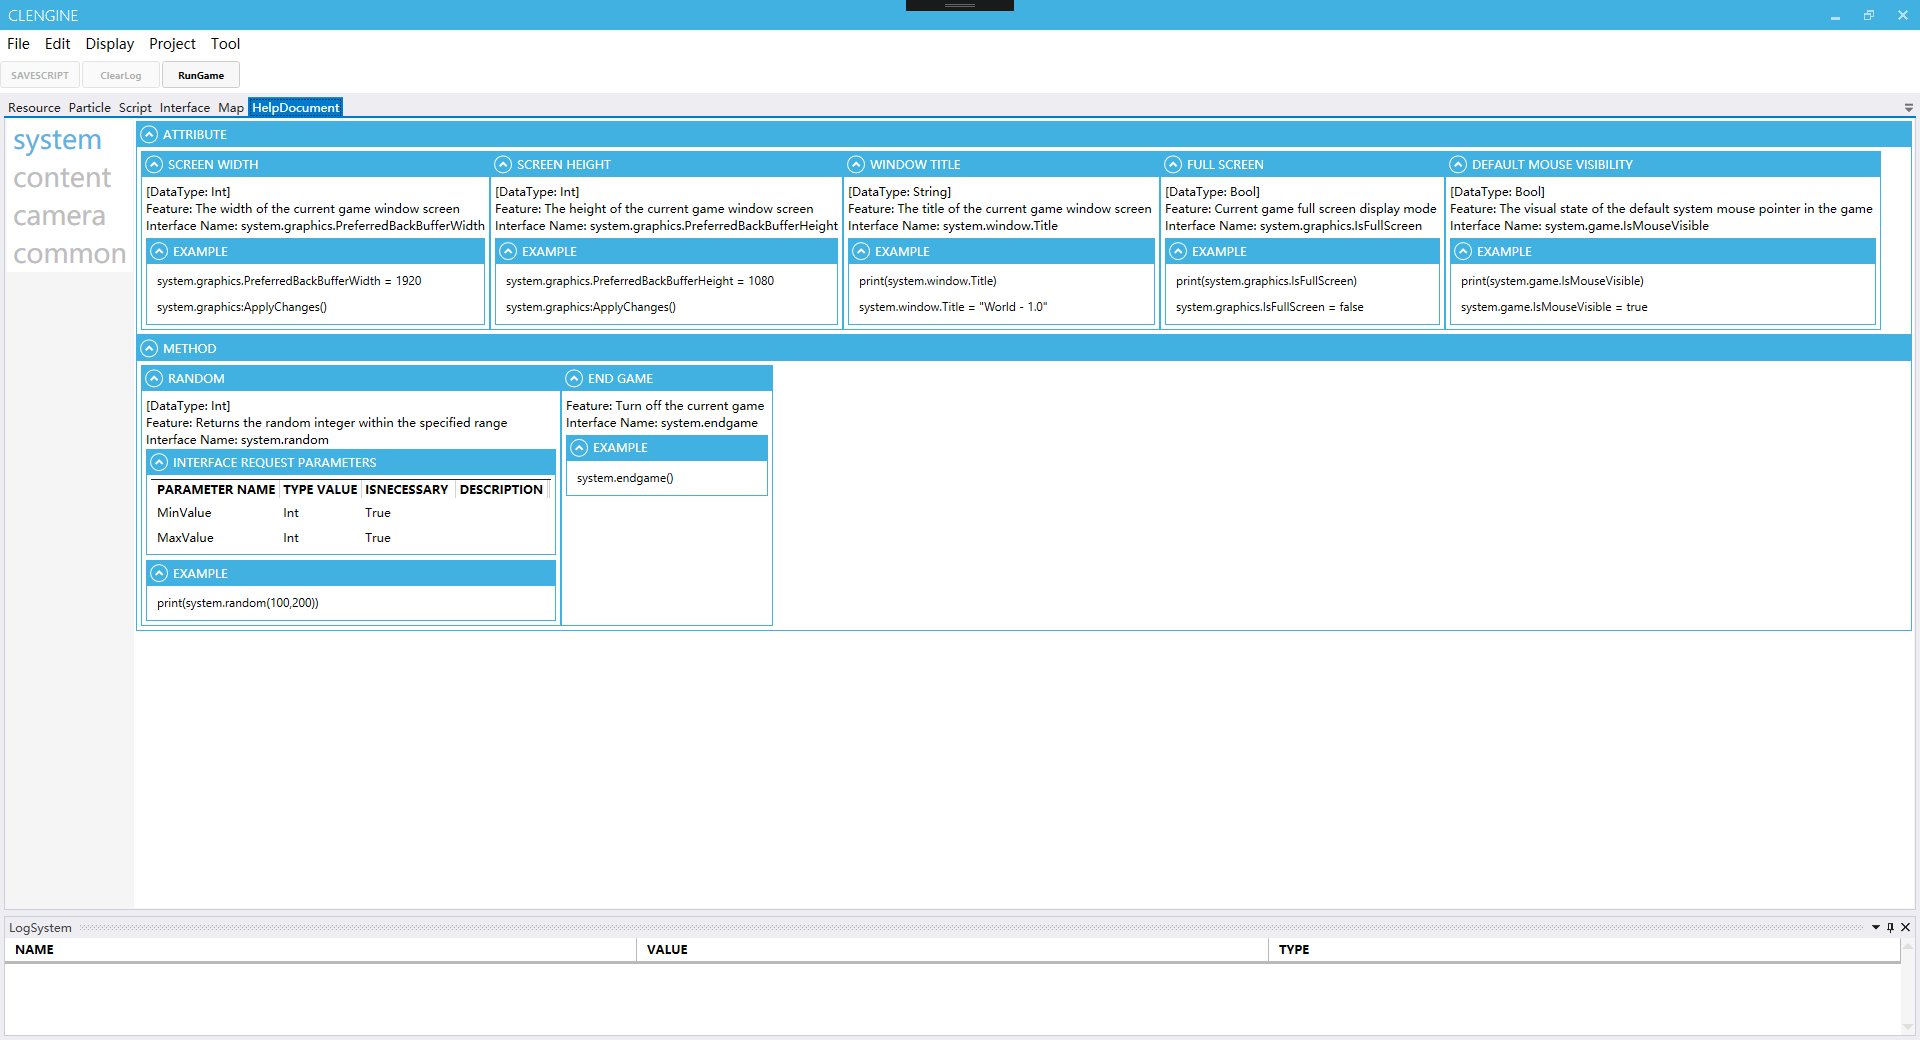 CLENGINE
File Edit Display Project Tool
SAVESCRIPT ClearLog RunGame
Resource Particle Script Interface Map HelpDocument
system
content
camera
common
ATTRIBUTE
SCREEN WIDTH
[DataType: Int]
Feature: The width of the current game window screen
Interface Name: system.graphics.PreferredBackBufferWidth
EXAMPLE
system.graphics.PreferredBackBufferWidth = 1920
system.graphics:ApplyChanges()
SCREEN HEIGHT
[DataType: Int]
Feature: The height of the current game window screen
Interface Name: system.graphics.PreferredBackBufferHeight
EXAMPLE
system.graphics.PreferredBackBufferHeight = 1080
system.graphics:ApplyChanges()
WINDOW TITLE
[DataType: String]
Feature: The title of the current game window screen
Interface Name: system.window.Title
EXAMPLE
print(system.window.Title)
system.window.Title = "World - 1.0"
FULL SCREEN
[DataType: Bool]
Feature: Current game full screen display mode
Interface Name: system.graphics.IsFullScreen
EXAMPLE
print(system.graphics.IsFullScreen)
system.graphics.IsFullScreen = false
DEFAULT MOUSE VISIBILITY
[DataType: Bool]
Feature: The visual state of the default system mouse pointer in the game
Interface Name: system.game.IsMouseVisible
EXAMPLE
print(system.game.IsMouseVisible)
system.game.IsMouseVisible = true
METHOD
RANDOM
[DataType: Int]
Feature: Returns the random integer within the specified range
Interface Name: system.random
INTERFACE REQUEST PARAMETERS
PARAMETER NAME TYPE VALUE ISNECESSARY DESCRIPTION
MinValue Int True
MaxValue Int True
EXAMPLE
print(system.random(100,200))
END GAME
Feature: Turn off the current game
Interface Name: system.endgame
EXAMPLE
system.endgame()
LogSystem
NAME VALUE TYPE